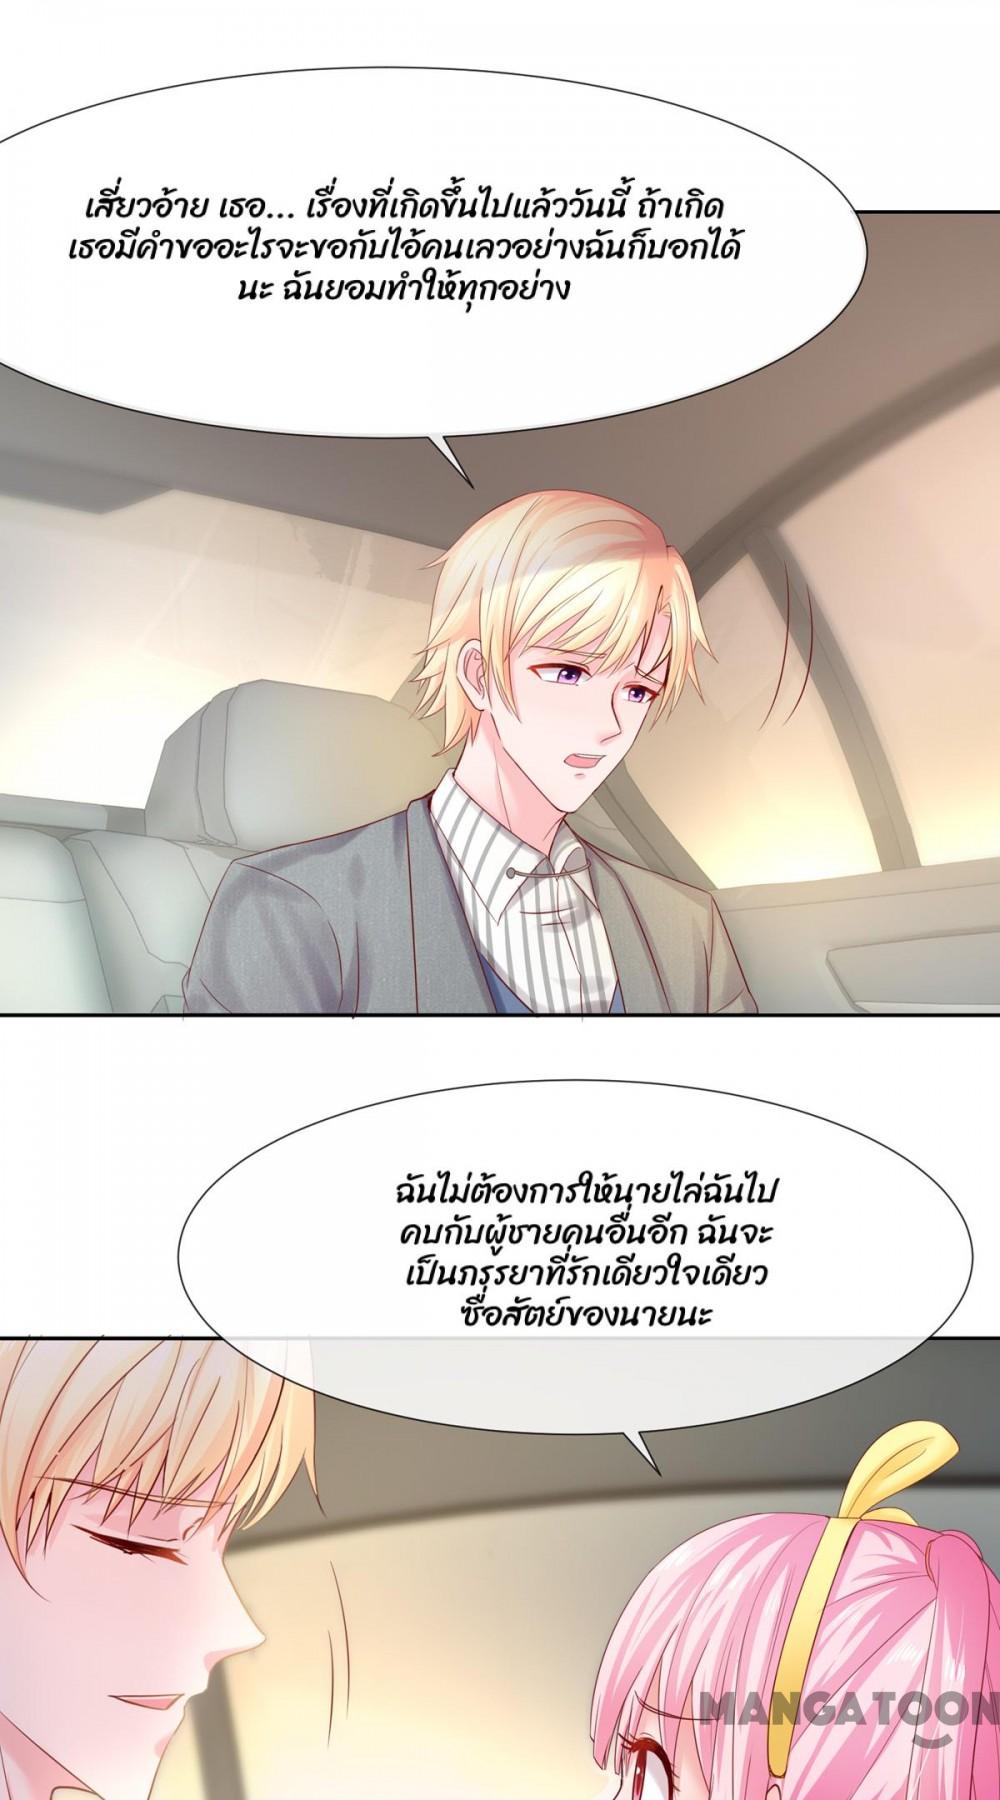 เสี่ยวอ้าย เธอ... เรื่องที่เกิดขึ้นไปแล้ววันนี้ ถ้าเกิด
เธอมีคำขออะไรจะขอกับไอ้คนเลวอย่างฉันก็บอกได้
นะ ฉันยอมทำให้ทุกอย่าง
ฉันไม่ต้องการให้นายไล่ฉันไป
คบกับผู้ชายคนอื่นอีก ฉันจะ
เป็นภรรยาที่รักเดียวใจเดียว
ซื่อสัตย์ของนายนะ
MANGATOON